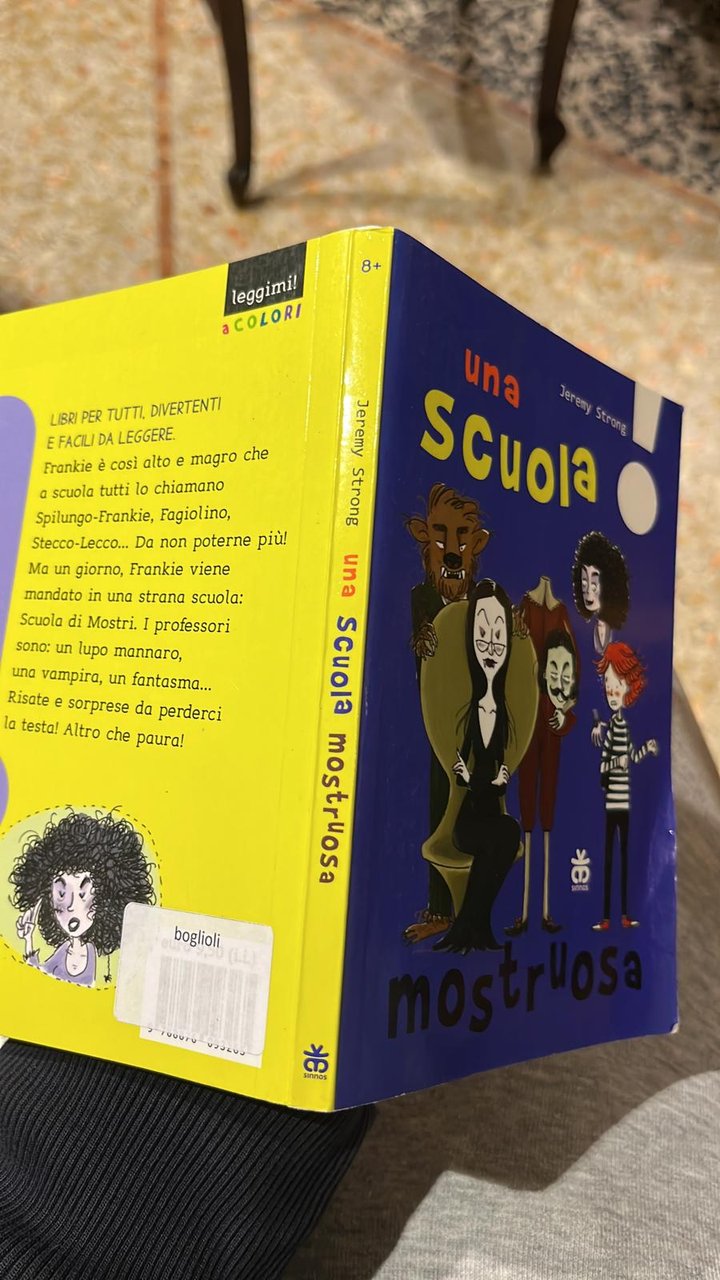 leggimi!
a COLORI
LIBRI PER TUTTI, DIVERTENTI
E FACILI DA LEGGERE.
Frankie è così alto e magro che
a scuola tutti lo chiamano
Spilungo-Frankie, Fagiolino,
Stecco-Lecco... Da non poterne più!
Ma un giorno, Frankie viene
mandato in una strana scuola:
Scuola di Mostri. I professori
sono: un lupo mannaro,
una vampira, un fantasma...
Risate e sorprese da perderci
la testa! Altro che paura!
boglioli
8+
Jeremy Strong una scuola mostruosa
sinnos
una
Jeremy Strong
scuola
sinnos
mostruosa